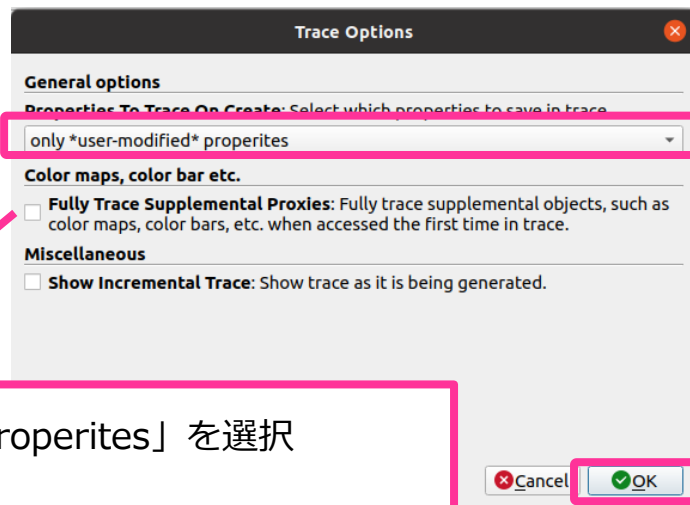 Trace Options
General options
Properties To Trace On Create: Select which properties to save in trace
only *user-modified* properites
Color maps, color bar etc.
Fully Trace Supplemental Proxies: Fully trace supplemental objects, such as
color maps, color bars, etc. when accessed the first time in trace.
Miscellaneous
Show Incremental Trace: Show trace as it is being generated.
roperites」を選択
Cancel
OK